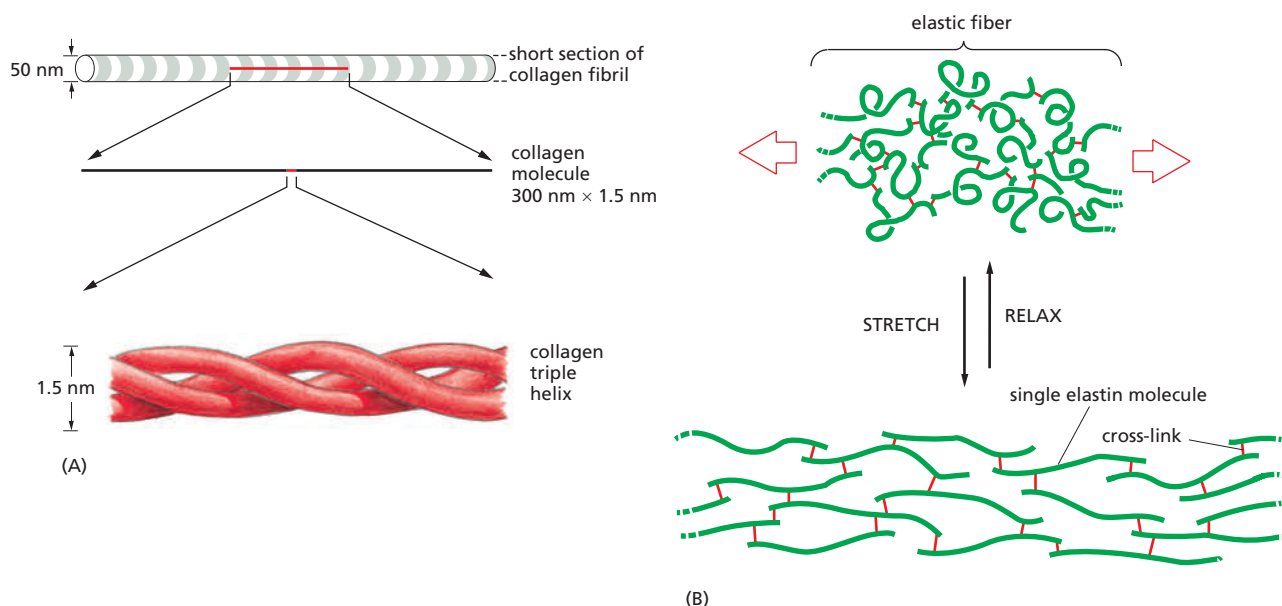 50 nm
short section of
collagen fibril
collagen
molecule
300 nm × 1.5 nm
1.5 nm
collagen
triple
helix
(A)
elastic fiber
STRETCH
RELAX
single elastin molecule
cross-link
(B)